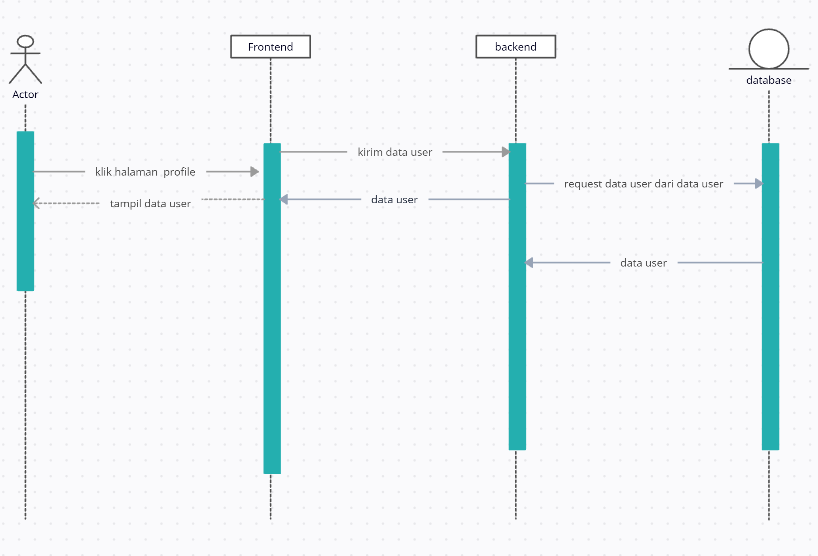 Frontend
backend
database
Actor
kirim data user
klik halaman profile
request data user dari data user
data user
tampil data user
data user